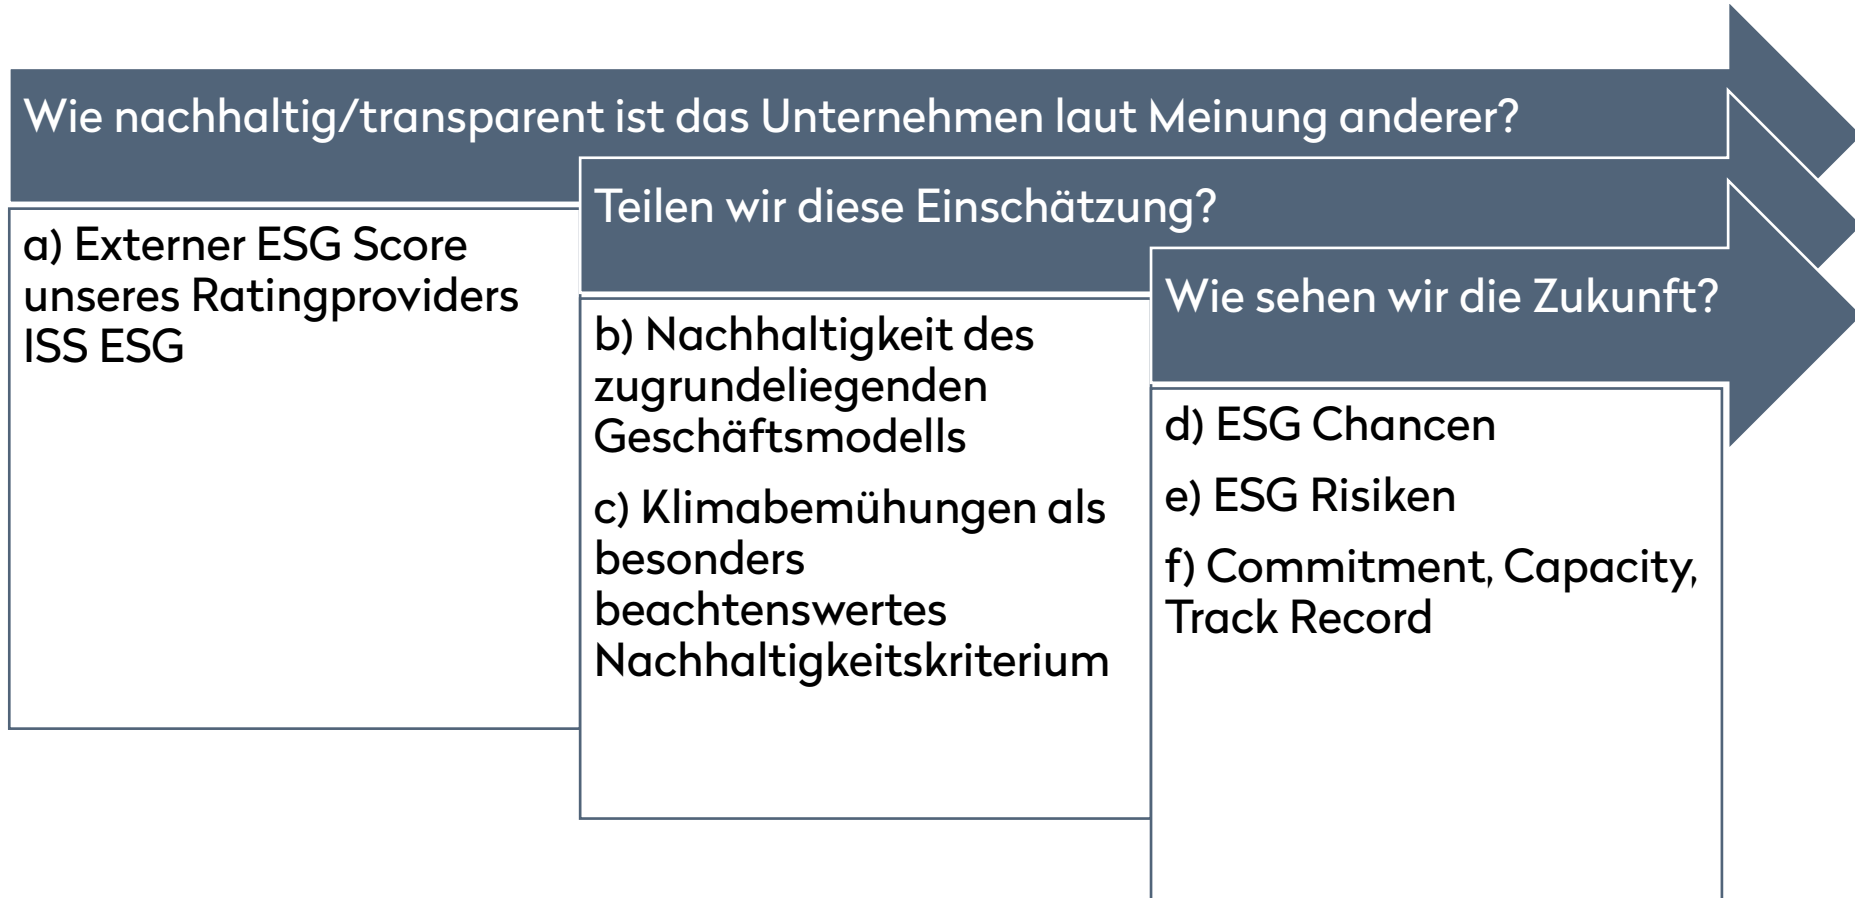 Wie nachhaltig/transparent ist das Unternehmen laut Meinung anderer?
a) Externer ESG Score
unseres Ratingproviders
ISS ESG
Teilen wir diese Einschätzung?
b) Nachhaltigkeit des
zugrundeliegenden
Geschäftsmodells
c) Klimabemühungen als
besonders
beachtenswertes
Nachhaltigkeitskriterium
Wie sehen wir die Zukunft?
d) ESG Chancen
e) ESG Risiken
f) Commitment, Capacity,
Track Record